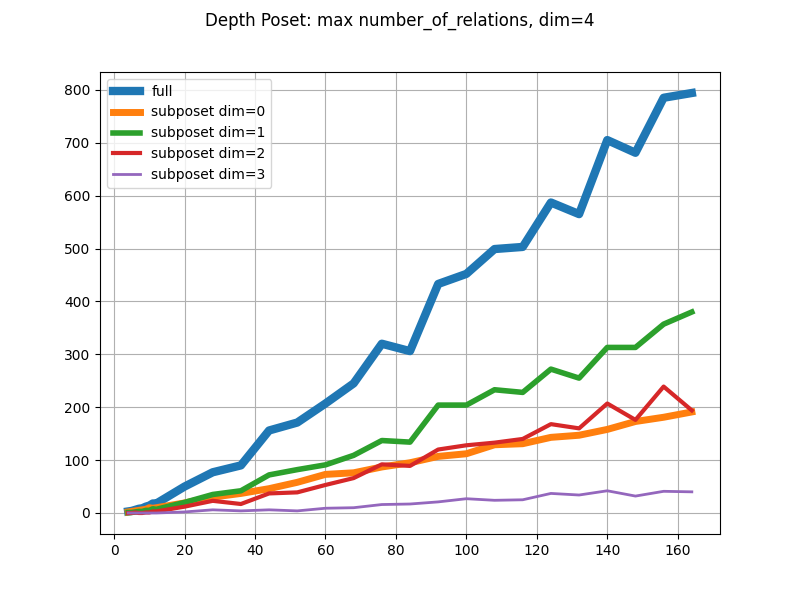 Depth Poset: max number_of_relations, dim=4
full
subposet dim=0
subposet dim=1
subposet dim=2
subposet dim=3
800
700
600
500
400
300
200
100
0
0 20 40 60 80 100 120 140 160